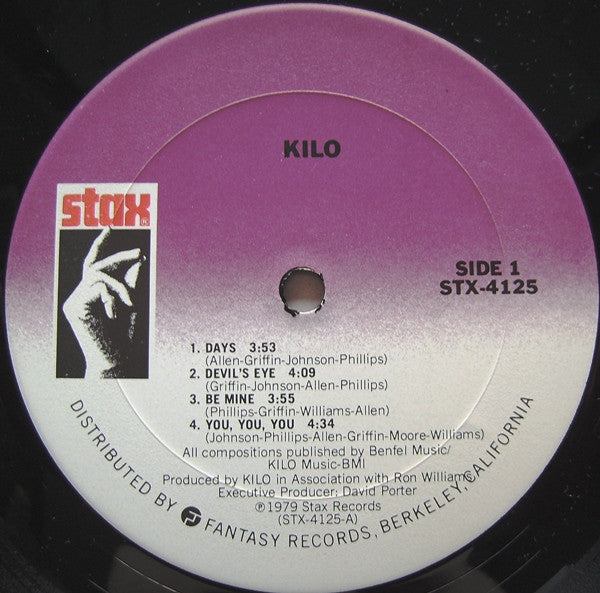 KILO
stax®
SIDE 1
STX-4125
1. DAYS 3:53
(Allen-Griffin-Johnson-Phillips)
2. DEVIL'S EYE 4:09
(Griffin-Johnson-Allen-Phillips)
3. BE MINE 3:55
(Phillips-Griffin-Williams-Allen)
4. YOU, YOU, YOU 4:34
(Johnson-Phillips-Allen-Griffin-Moore-Williams)
All compositions published by Benfel Music/
KILO Music-BMI
Produced by KILO in Association with Ron Williams
Executive Producer: David Porter
℗1979 Stax Records
(STX-4125-A)
DISTRIBUTED BY FANTASY RECORDS, BERKELEY, CALIFORNIA